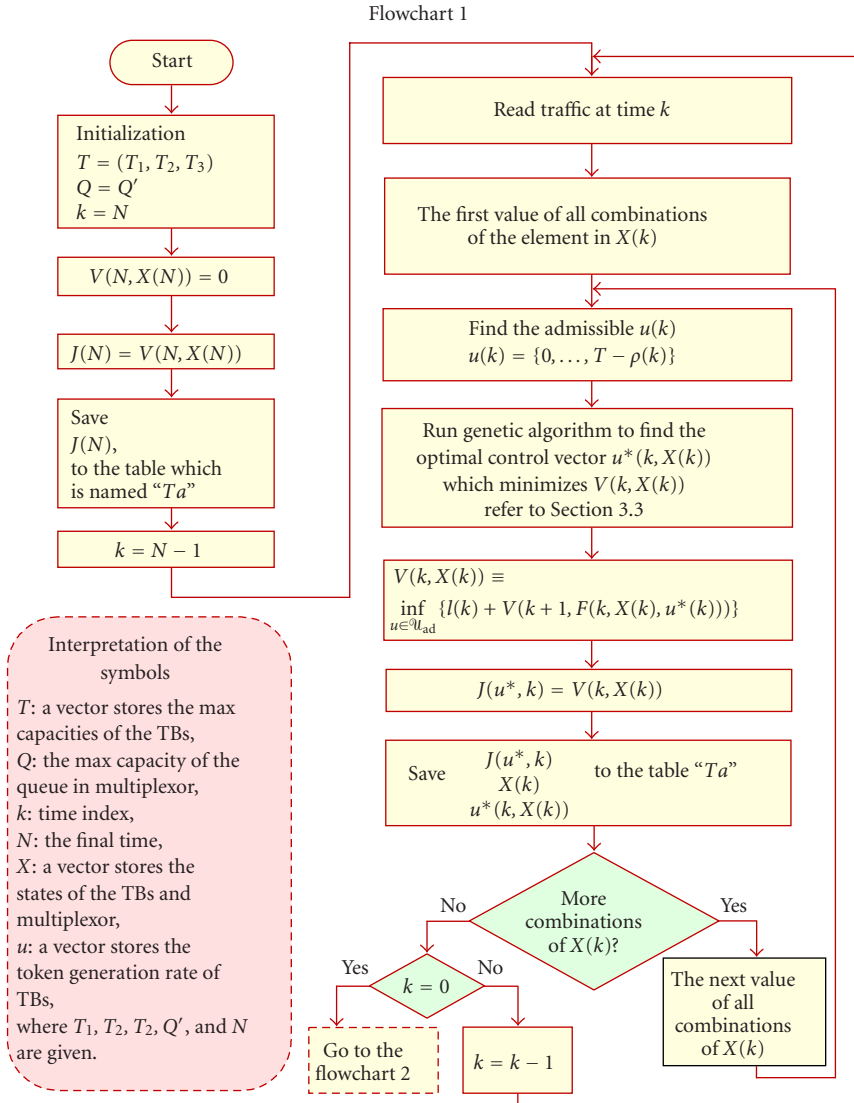 Flowchart 1
Start
Initialization
T = (T₁, T₂, T₃)
Q = Q′
k = N
V(N, X(N)) = 0
J(N) = V(N, X(N))
Save
J(N),
to the table which
is named “Ta”
k = N − 1
Interpretation of the
symbols
T: a vector stores the max
capacities of the TBs,
Q: the max capacity of the
queue in multiplexor,
k: time index,
N: the final time,
X: a vector stores the
states of the TBs and
multiplexor,
u: a vector stores the
token generation rate of
TBs,
where T₁, T₂, T₂, Q′, and N
are given.
Read traffic at time k
The first value of all combinations
of the element in X(k)
Find the admissible u(k)
u(k) = {0, . . . , T − ρ(k)}
Run genetic algorithm to find the
optimal control vector u*(k, X(k))
which minimizes V(k, X(k))
refer to Section 3.3
V(k, X(k)) ≡
inf {l(k) + V(k + 1, F(k, X(k), u*(k)))}
u∈𝒰ad
J(u*, k) = V(k, X(k))
J(u*, k)
Save X(k) to the table “Ta”
u*(k, X(k))
More
combinations
of X(k)?
No
Yes
k = 0
Yes
No
Go to the
flowchart 2
k = k − 1
The next value
of all
combinations
of X(k)